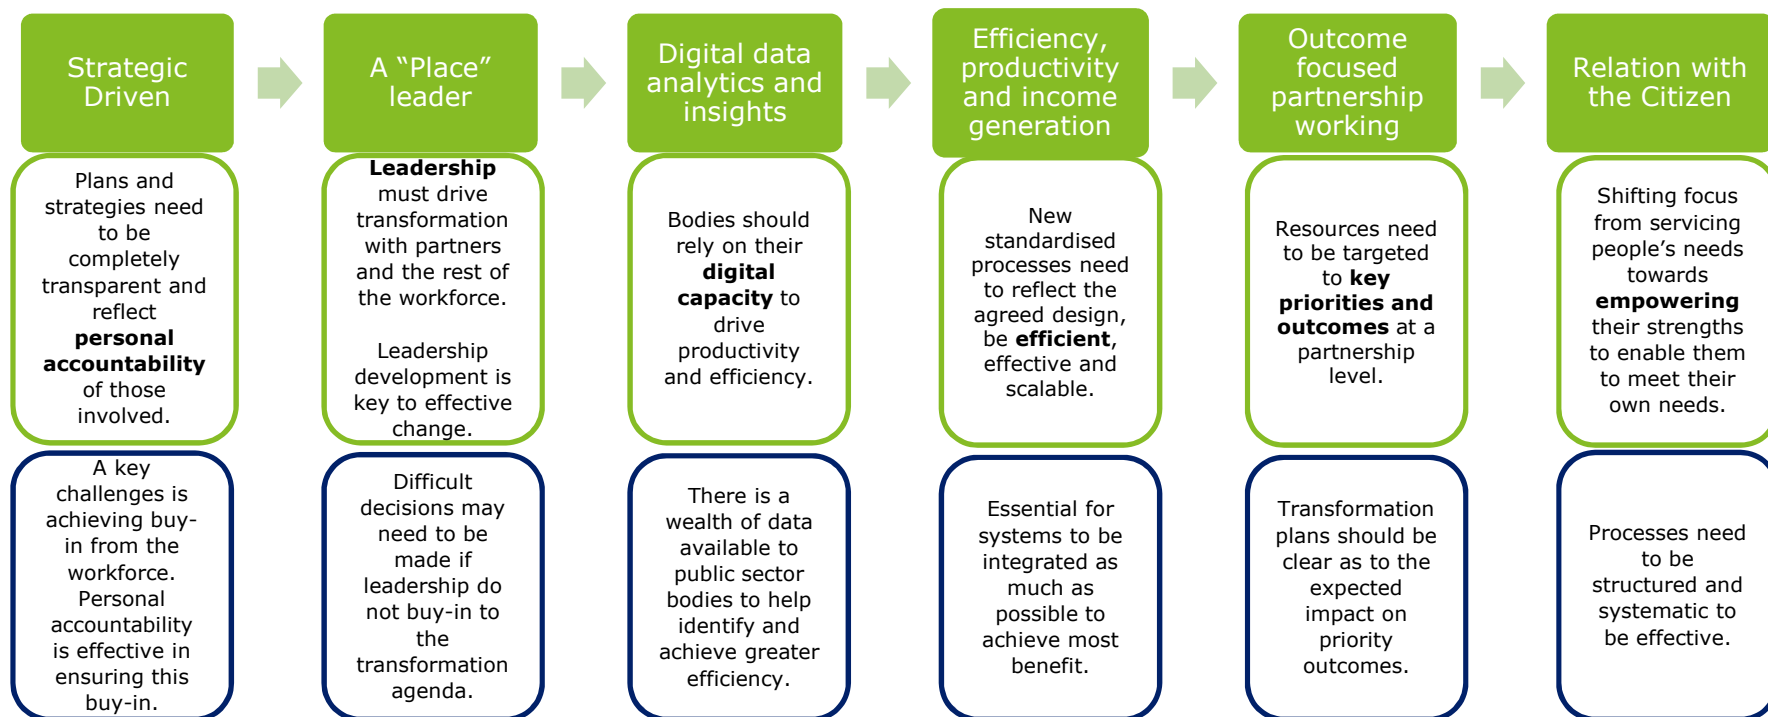 Strategic
Driven
A “Place”
leader
Digital data
analytics and
insights
Efficiency,
productivity
and income
generation
Outcome
focused
partnership
working
Relation with
the Citizen
Plans and
strategies need
to be
completely
transparent and
reflect
personal
accountability
of those
involved.
Leadership
must drive
transformation
with partners
and the rest of
the workforce.
Leadership
development is
key to effective
change.
Bodies should
rely on their
digital
capacity to
drive
productivity
and efficiency.
New
standardised
processes need
to reflect the
agreed design,
be efficient,
effective and
scalable.
Resources need
to be targeted
to key
priorities and
outcomes at a
partnership
level.
Shifting focus
from servicing
people’s needs
towards
empowering
their strengths
to enable them
to meet their
own needs.
A key
challenges is
achieving buy-
in from the
workforce.
Personal
accountability
is effective in
ensuring this
buy-in.
Difficult
decisions may
need to be
made if
leadership do
not buy-in to
the
transformation
agenda.
There is a
wealth of data
available to
public sector
bodies to help
identify and
achieve greater
efficiency.
Essential for
systems to be
integrated as
much as
possible to
achieve most
benefit.
Transformation
plans should be
clear as to the
expected
impact on
priority
outcomes.
Processes need
to be
structured and
systematic to
be effective.